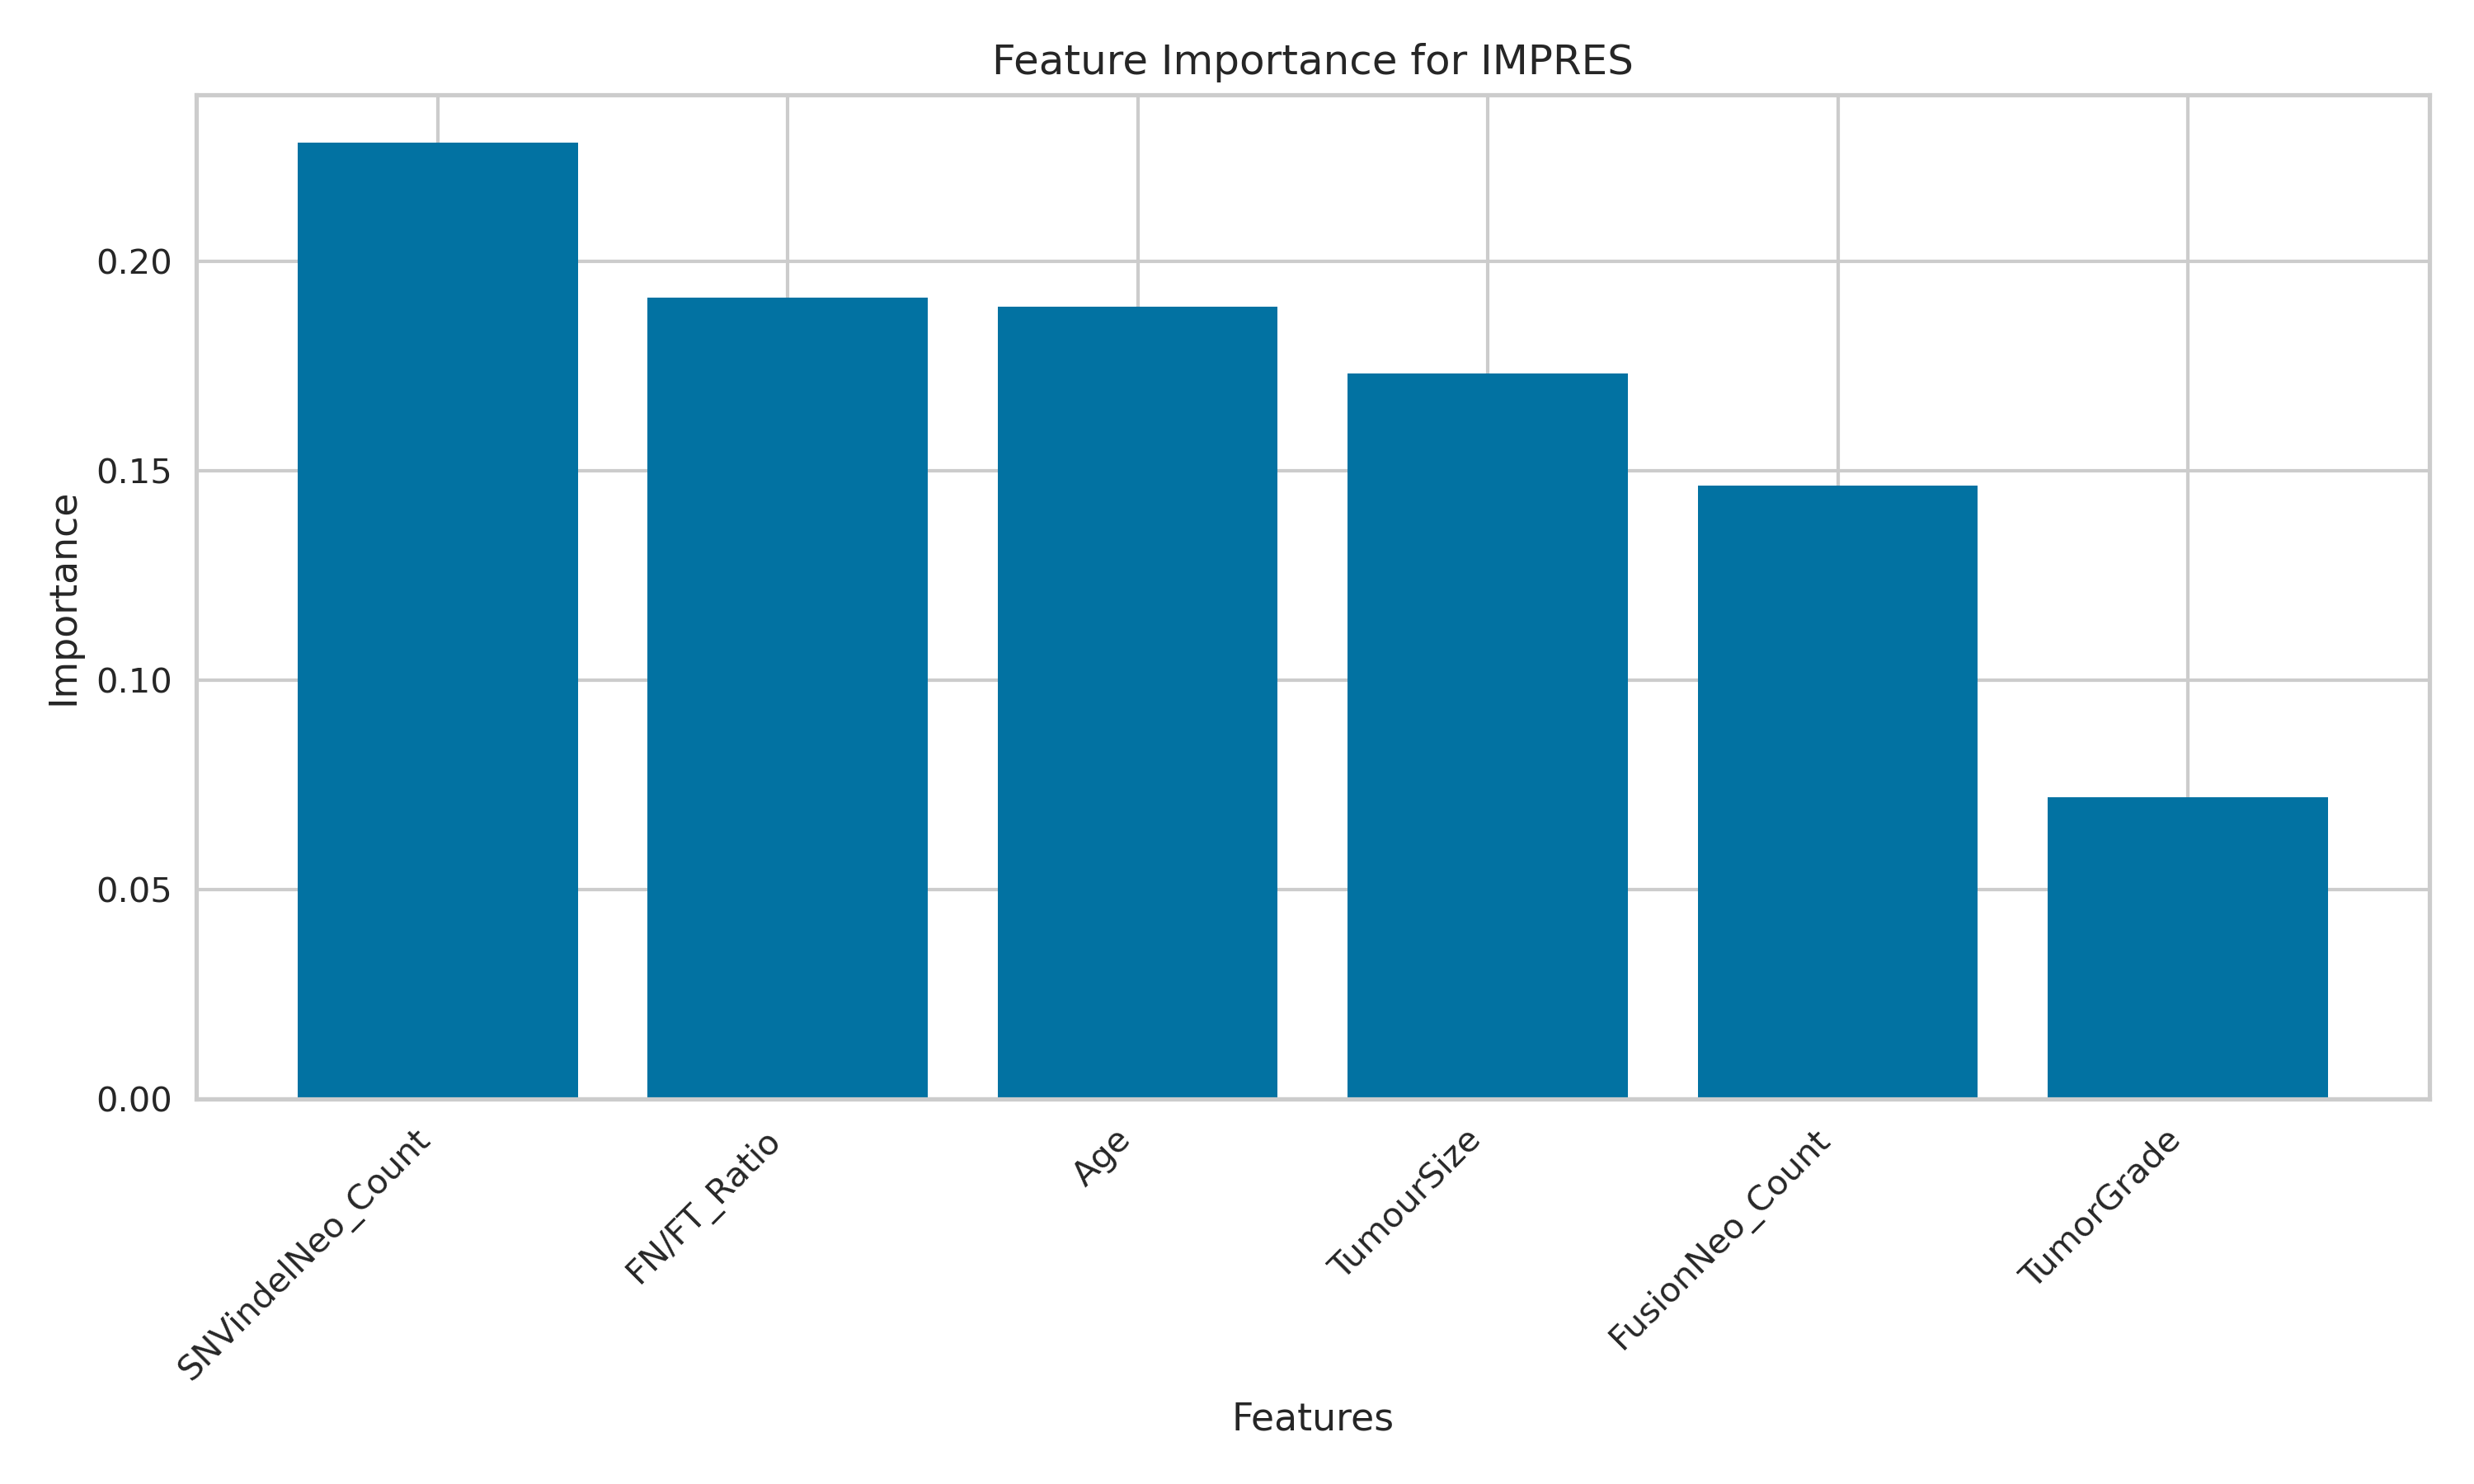 Feature Importance for IMPRES
Importance
0.20
0.15
0.10
0.05
0.00
SNVindelNeo_Count
FN/FT_Ratio
Age
TumourSize
FusionNeo_Count
TumorGrade
Features